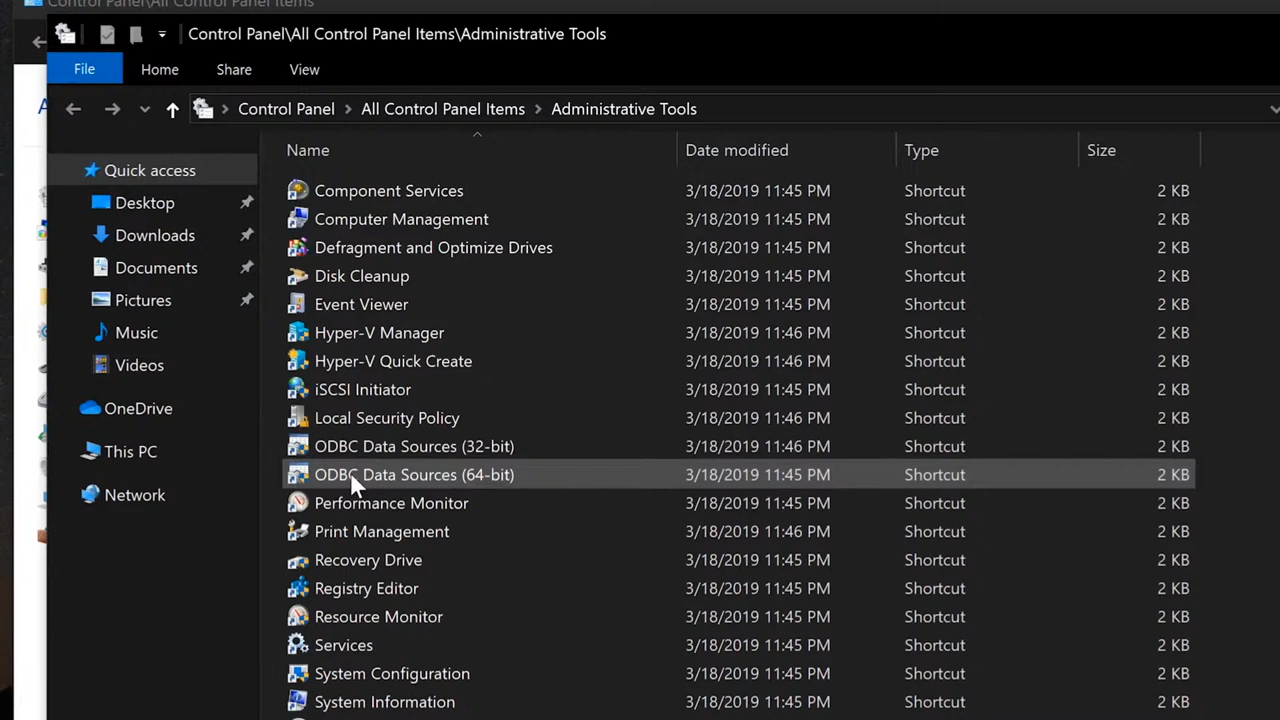 Control Panel\All Control Panel Items
Control Panel\All Control Panel Items\Administrative Tools
File Home Share View
Control Panel > All Control Panel Items > Administrative Tools
Name Date modified Type Size
Quick access
Desktop
Downloads
Documents
Pictures
Music
Videos
OneDrive
This PC
Network
Component Services 3/18/2019 11:45 PM Shortcut 2 KB
Computer Management 3/18/2019 11:45 PM Shortcut 2 KB
Defragment and Optimize Drives 3/18/2019 11:45 PM Shortcut 2 KB
Disk Cleanup 3/18/2019 11:45 PM Shortcut 2 KB
Event Viewer 3/18/2019 11:45 PM Shortcut 2 KB
Hyper-V Manager 3/18/2019 11:46 PM Shortcut 2 KB
Hyper-V Quick Create 3/18/2019 11:46 PM Shortcut 2 KB
iSCSI Initiator 3/18/2019 11:45 PM Shortcut 2 KB
Local Security Policy 3/18/2019 11:46 PM Shortcut 2 KB
ODBC Data Sources (32-bit) 3/18/2019 11:46 PM Shortcut 2 KB
ODBC Data Sources (64-bit) 3/18/2019 11:45 PM Shortcut 2 KB
Performance Monitor 3/18/2019 11:45 PM Shortcut 2 KB
Print Management 3/18/2019 11:46 PM Shortcut 2 KB
Recovery Drive 3/18/2019 11:45 PM Shortcut 2 KB
Registry Editor 3/18/2019 11:45 PM Shortcut 2 KB
Resource Monitor 3/18/2019 11:45 PM Shortcut 2 KB
Services 3/18/2019 11:45 PM Shortcut 2 KB
System Configuration 3/18/2019 11:45 PM Shortcut 2 KB
System Information 3/18/2019 11:45 PM Shortcut 2 KB